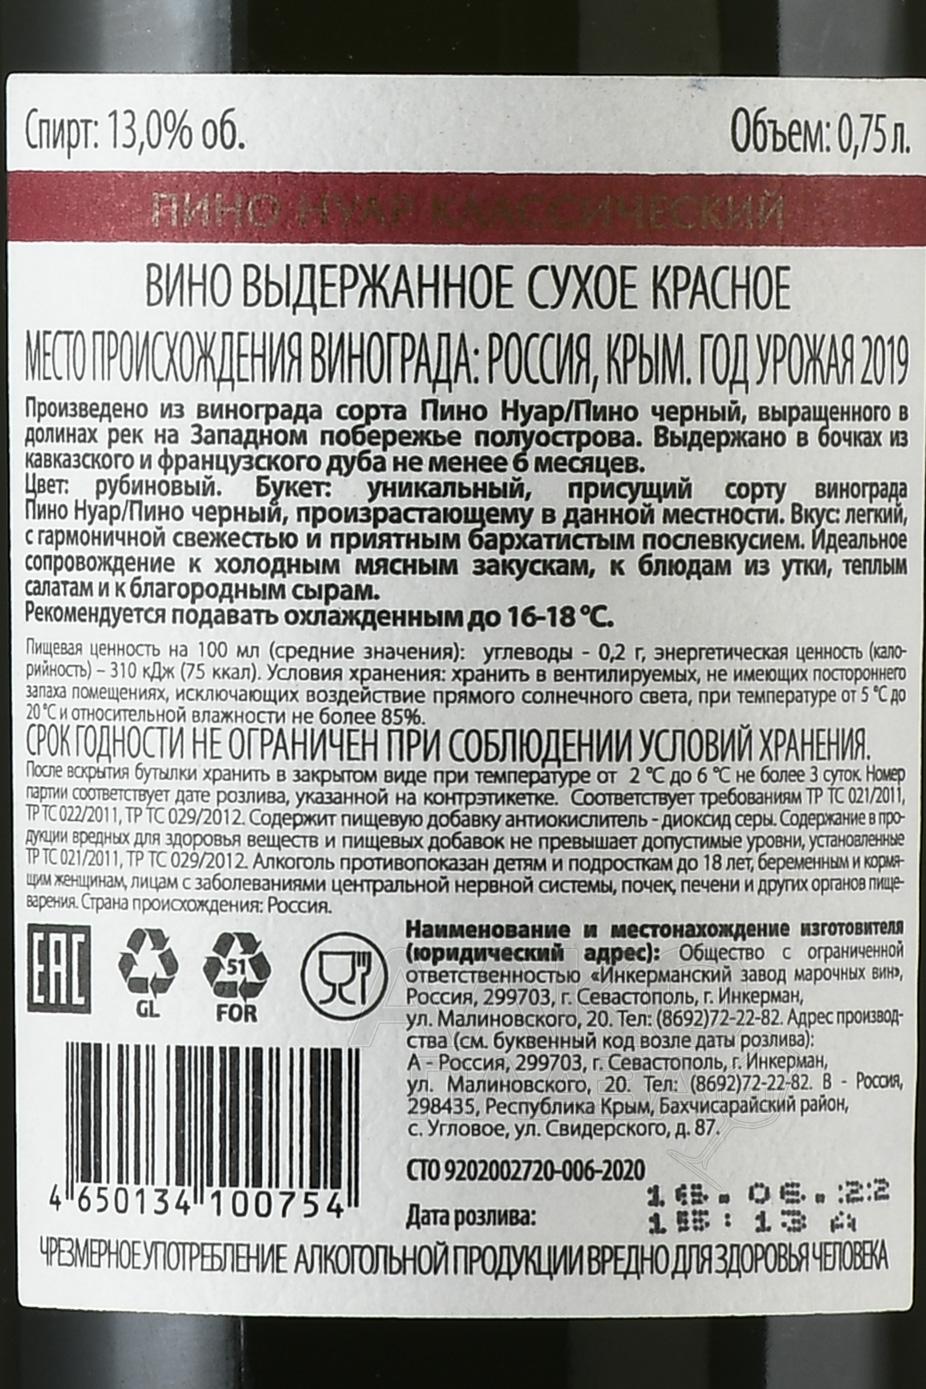 Спирт: 13,0% об.
Объем: 0,75 л.
ПИНО НУАР КЛАССИЧЕСКИЙ
ВИНО ВЫДЕРЖАННОЕ СУХОЕ КРАСНОЕ
МЕСТО ПРОИСХОЖДЕНИЯ ВИНОГРАДА: РОССИЯ, КРЫМ. ГОД УРОЖАЯ 2019
Произведено из винограда сорта Пино Нуар/Пино черный, выращенного в
долинах рек на Западном побережье полуострова. Выдержано в бочках из
кавказского и французского дуба не менее 6 месяцев.
Цвет: рубиновый. Букет: уникальный, присущий сорту винограда
Пино Нуар/Пино черный, произрастающему в данной местности. Вкус: легкий,
с гармоничной свежестью и приятным бархатистым послевкусием. Идеальное
сопровождение к холодным мясным закускам, к блюдам из утки, теплым
салатам и к благородным сырам.
Рекомендуется подавать охлажденным до 16-18 °C.
Пищевая ценность на 100 мл (средние значения): углеводы - 0,2 г, энергетическая ценность (кало-
рийность) – 310 кДж (75 ккал). Условия хранения: хранить в вентилируемых, не имеющих постороннего
запаха помещениях, исключающих воздействие прямого солнечного света, при температуре от 5 °C до
20 °C и относительной влажности не более 85%.
СРОК ГОДНОСТИ НЕ ОГРАНИЧЕН ПРИ СОБЛЮДЕНИИ УСЛОВИЙ ХРАНЕНИЯ.
После вскрытия бутылки хранить в закрытом виде при температуре от 2 °C до 6 °C не более 3 суток. Номер
партии соответствует дате розлива, указанной на контрэтикетке. Соответствует требованиям ТР ТС 021/2011,
ТР ТС 022/2011, ТР ТС 029/2012. Содержит пищевую добавку антиокислитель - диоксид серы. Содержание в про-
дукции вредных для здоровья веществ и пищевых добавок не превышает допустимые уровни, установленные
ТР ТС 021/2011, ТР ТС 029/2012. Алкоголь противопоказан детям и подросткам до 18 лет, беременным и кормя-
щим женщинам, лицам с заболеваниями центральной нервной системы, почек, печени и других органов пище-
варения. Страна происхождения: Россия.
EAC
GL
51
FOR
Наименование и местонахождение изготовителя
(юридический адрес): Общество с ограниченной
ответственностью «Инкерманский завод марочных вин»,
Россия, 299703, г. Севастополь, г. Инкерман,
ул. Малиновского, 20. Тел: (8692)72-22-82. Адрес производ-
ства (см. буквенный код возле даты розлива):
А - Россия, 299703, г. Севастополь, г. Инкерман,
ул. Малиновского, 20. Тел: (8692)72-22-82. В - Россия,
298435, Республика Крым, Бахчисарайский район,
с. Угловое, ул. Свидерского, д. 87.
СТО 9202002720-006-2020
4 650134 100754
Дата розлива:
16.06.22
15:13 А
ЧРЕЗМЕРНОЕ УПОТРЕБЛЕНИЕ АЛКОГОЛЬНОЙ ПРОДУКЦИИ ВРЕДНО ДЛЯ ЗДОРОВЬЯ ЧЕЛОВЕКА